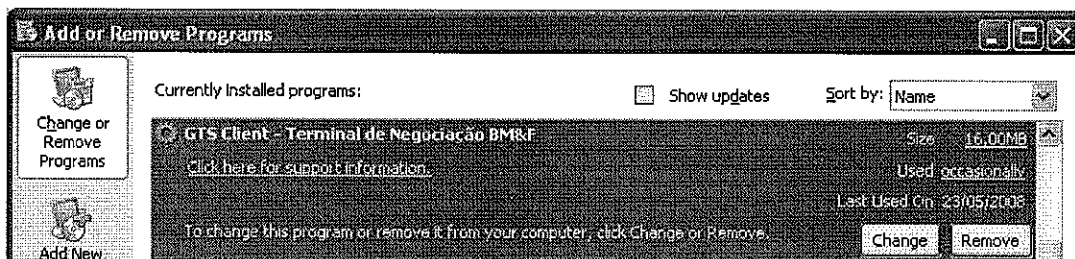 Add or Remove Programs
Change or
Remove
Programs
Add New
Currently installed programs:
Show updates
Sort by: Name
GTS Client - Terminal de Negociação BM&F
Size 16,00MB
Click here for support information.
Used occasionally
Last Used On 23/05/2008
To change this program or remove it from your computer, click Change or Remove.
Change
Remove